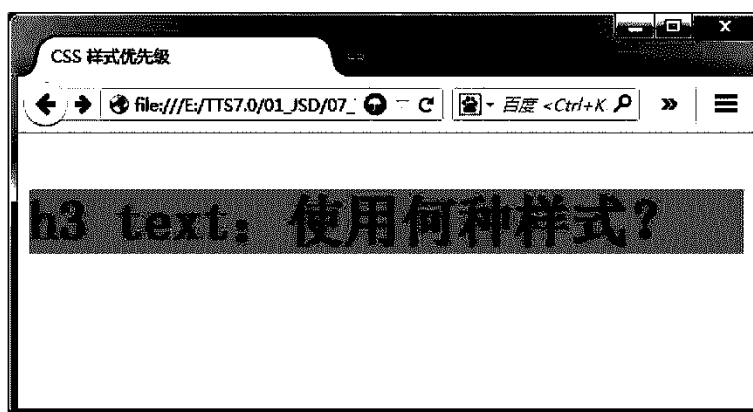 CSS 样式优先级
file:///E:/TTS7.0/01_JSD/07_ 百度 <Ctrl+K
h3 text: 使用何种样式?